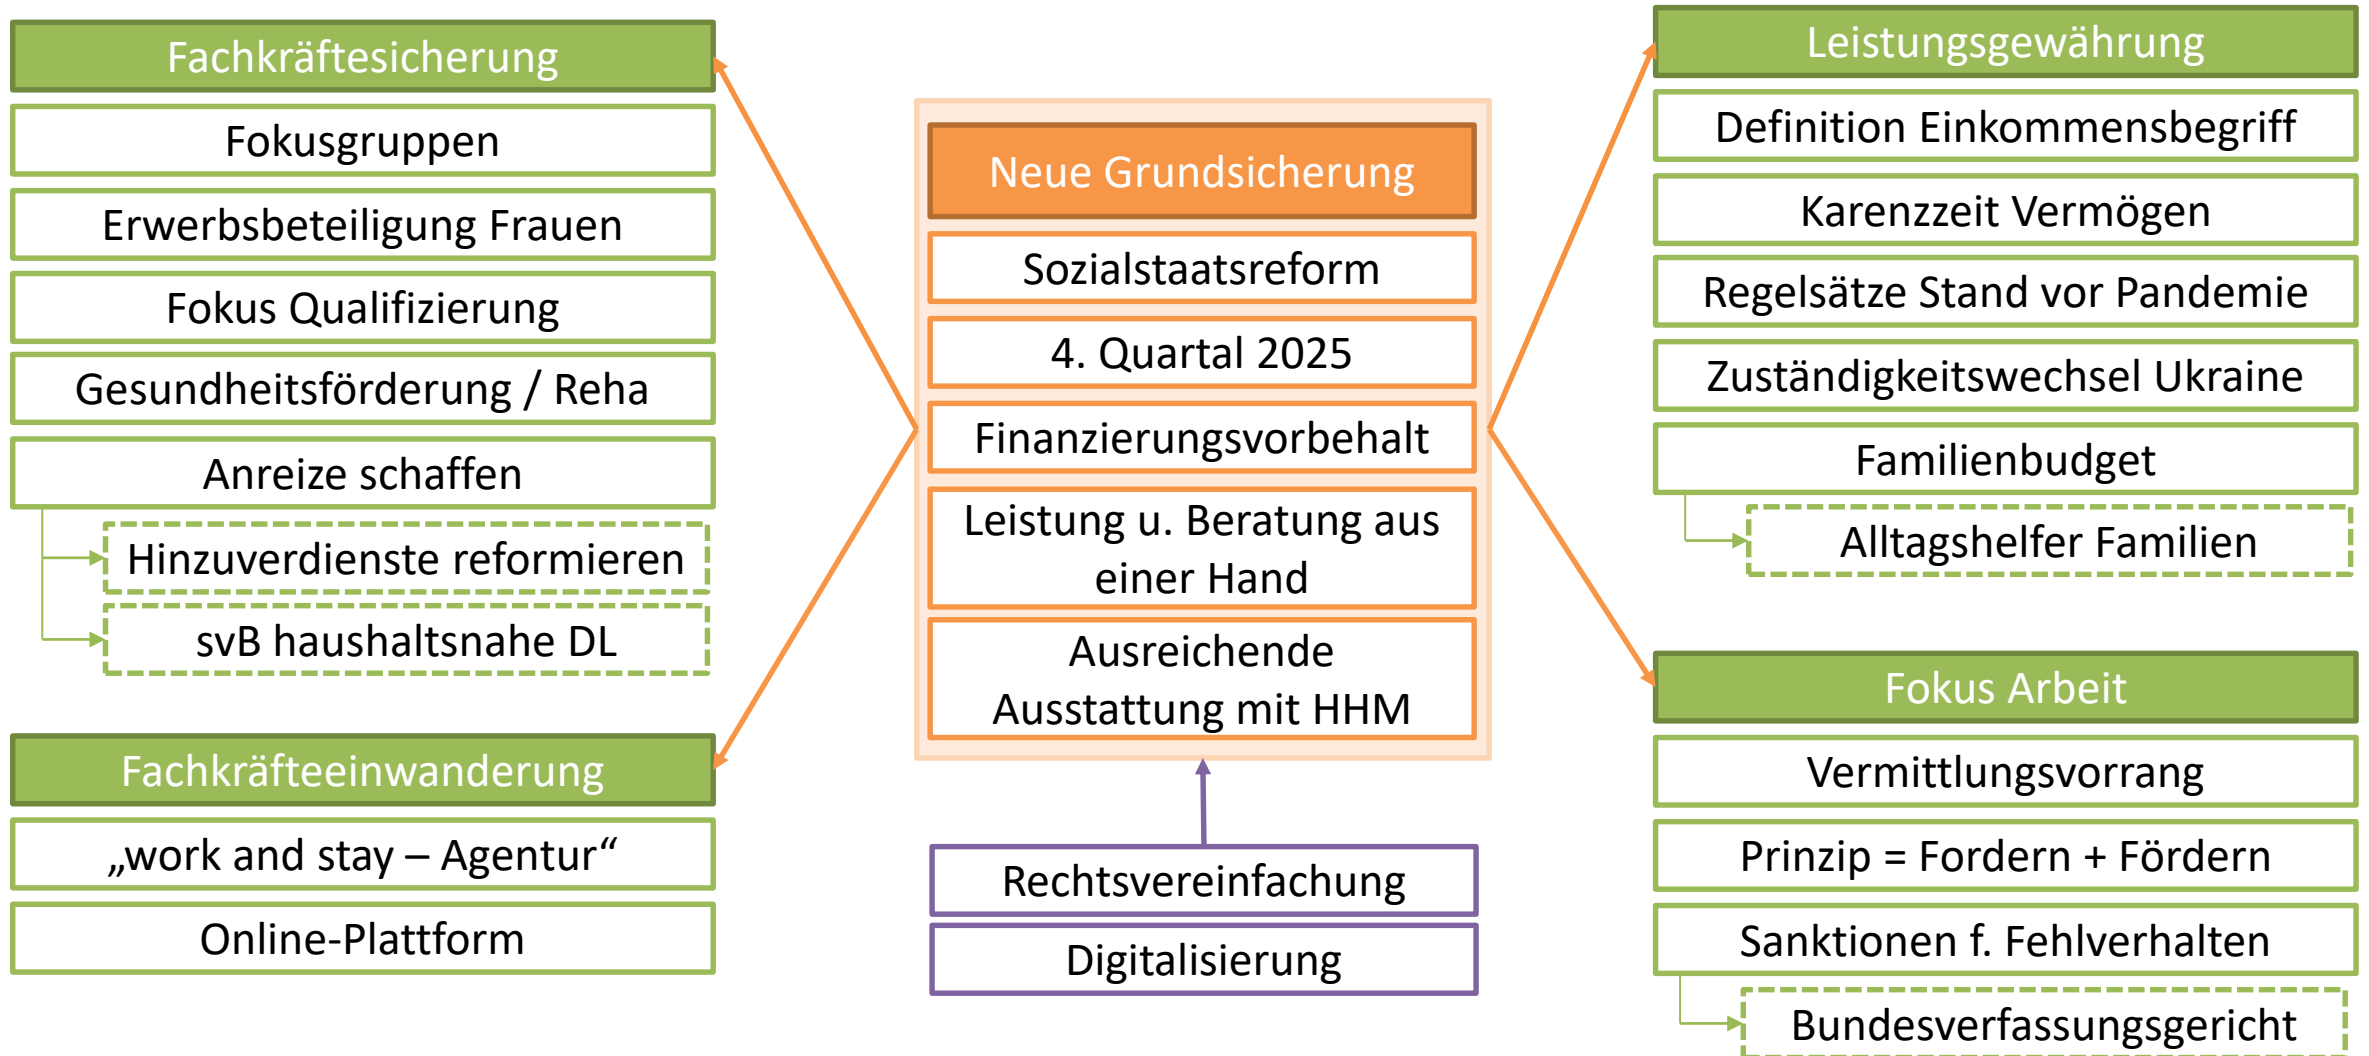 Fachkräftesicherung
Fokusgruppen
Erwerbsbeteiligung Frauen
Fokus Qualifizierung
Gesundheitsförderung / Reha
Anreize schaffen
Hinzuverdienste reformieren
svB haushaltsnahe DL
Fachkräfteeinwanderung
„work and stay – Agentur“
Online-Plattform
Neue Grundsicherung
Sozialstaatsreform
4. Quartal 2025
Finanzierungsvorbehalt
Leistung u. Beratung aus
einer Hand
Ausreichende
Ausstattung mit HHM
Rechtsvereinfachung
Digitalisierung
Leistungsgewährung
Definition Einkommensbegriff
Karenzzeit Vermögen
Regelsätze Stand vor Pandemie
Zuständigkeitswechsel Ukraine
Familienbudget
Alltagshelfer Familien
Fokus Arbeit
Vermittlungsvorrang
Prinzip = Fordern + Fördern
Sanktionen f. Fehlverhalten
Bundesverfassungsgericht